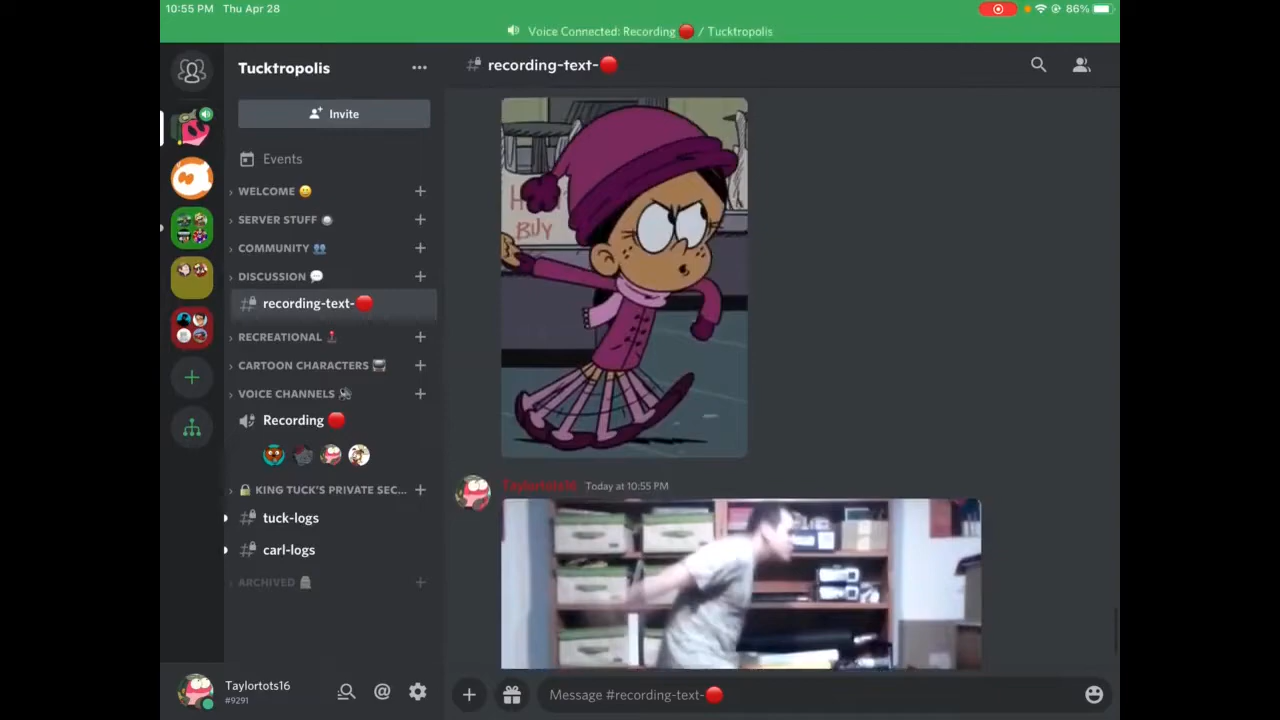 10:55 PM Thu Apr 28
86%
Voice Connected: Recording 🔴 / Tucktropolis
Tucktropolis
Invite
Events
WELCOME 😀
SERVER STUFF
COMMUNITY 👥
DISCUSSION 💬
recording-text-🔴
RECREATIONAL 🕹️
CARTOON CHARACTERS
VOICE CHANNELS 🔊
Recording 🔴
KING TUCK'S PRIVATE SEC...
tuck-logs
carl-logs
ARCHIVED
Taylortots16
#9291
recording-text-🔴
BUY
Taylortots16 Today at 10:55 PM
Message #recording-text-🔴